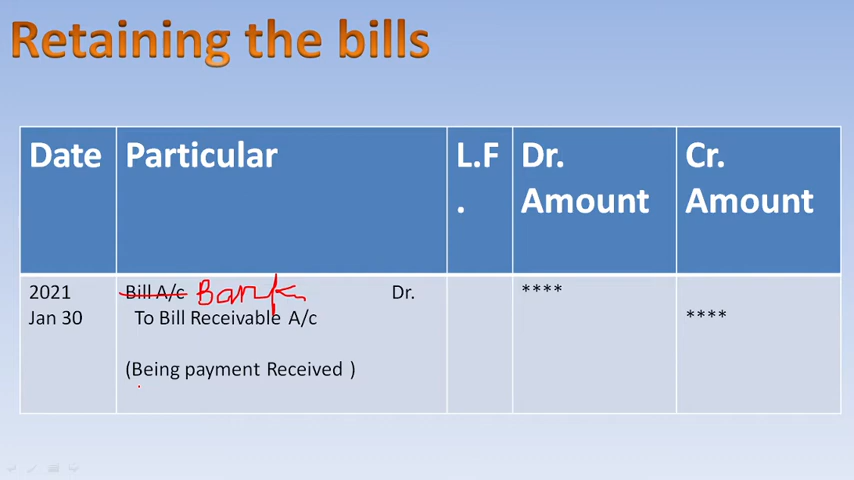 Retaining the bills
Date Particular L.F. Dr. Amount Cr. Amount
2021 Bill A/c Bank Dr. ****
Jan 30 To Bill Receivable A/c ****
(Being payment Received )